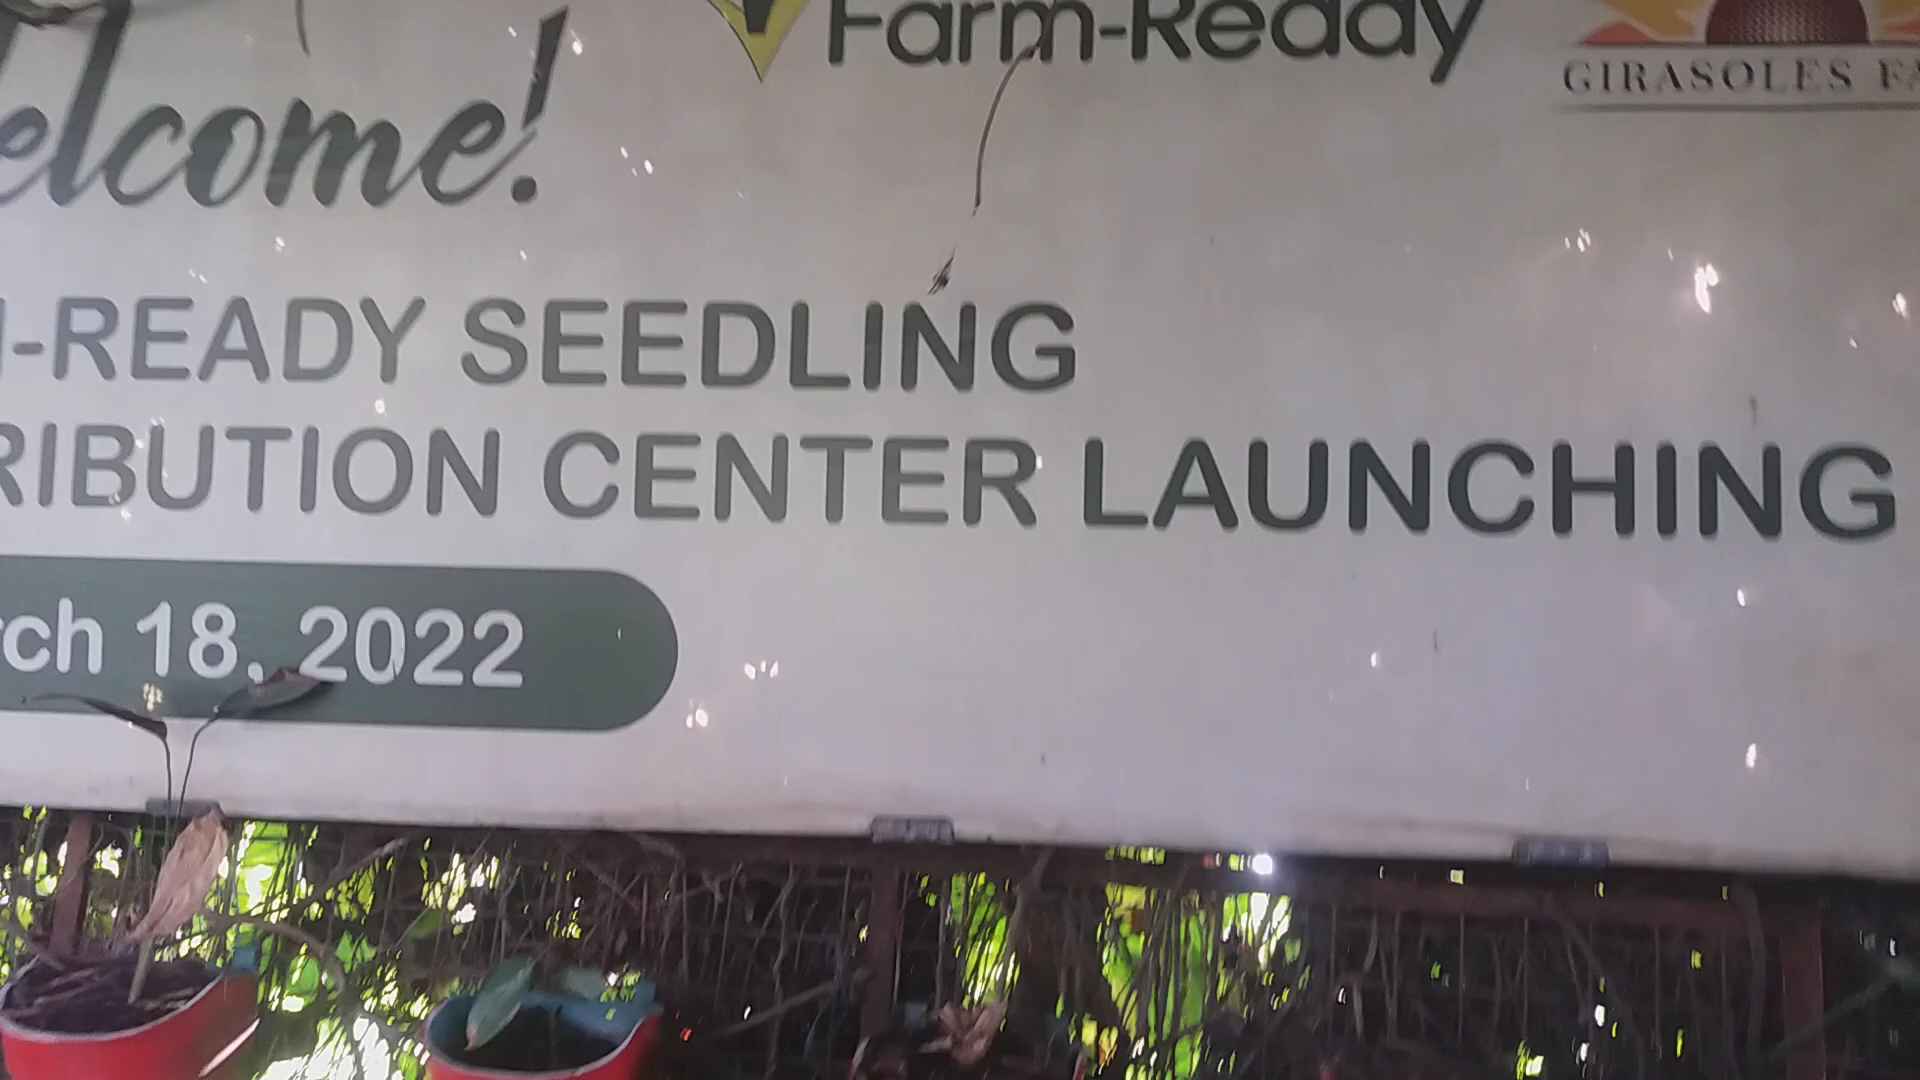 Farm-Ready
GIRASOLES FA
elcome!
-READY SEEDLING
RIBUTION CENTER LAUNCHING
rch 18, 2022